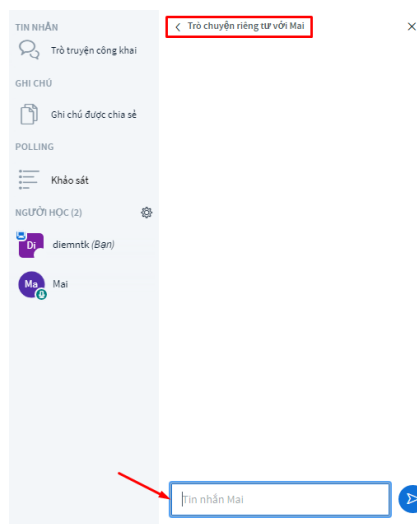 TIN NHẮN
Trò truyện công khai
GHI CHÚ
Ghi chú được chia sẻ
POLLING
Khảo sát
NGƯỜI HỌC (2)
Di diemntk (Bạn)
Ma Mai
Trò chuyện riêng tư với Mai
Tin nhắn Mai